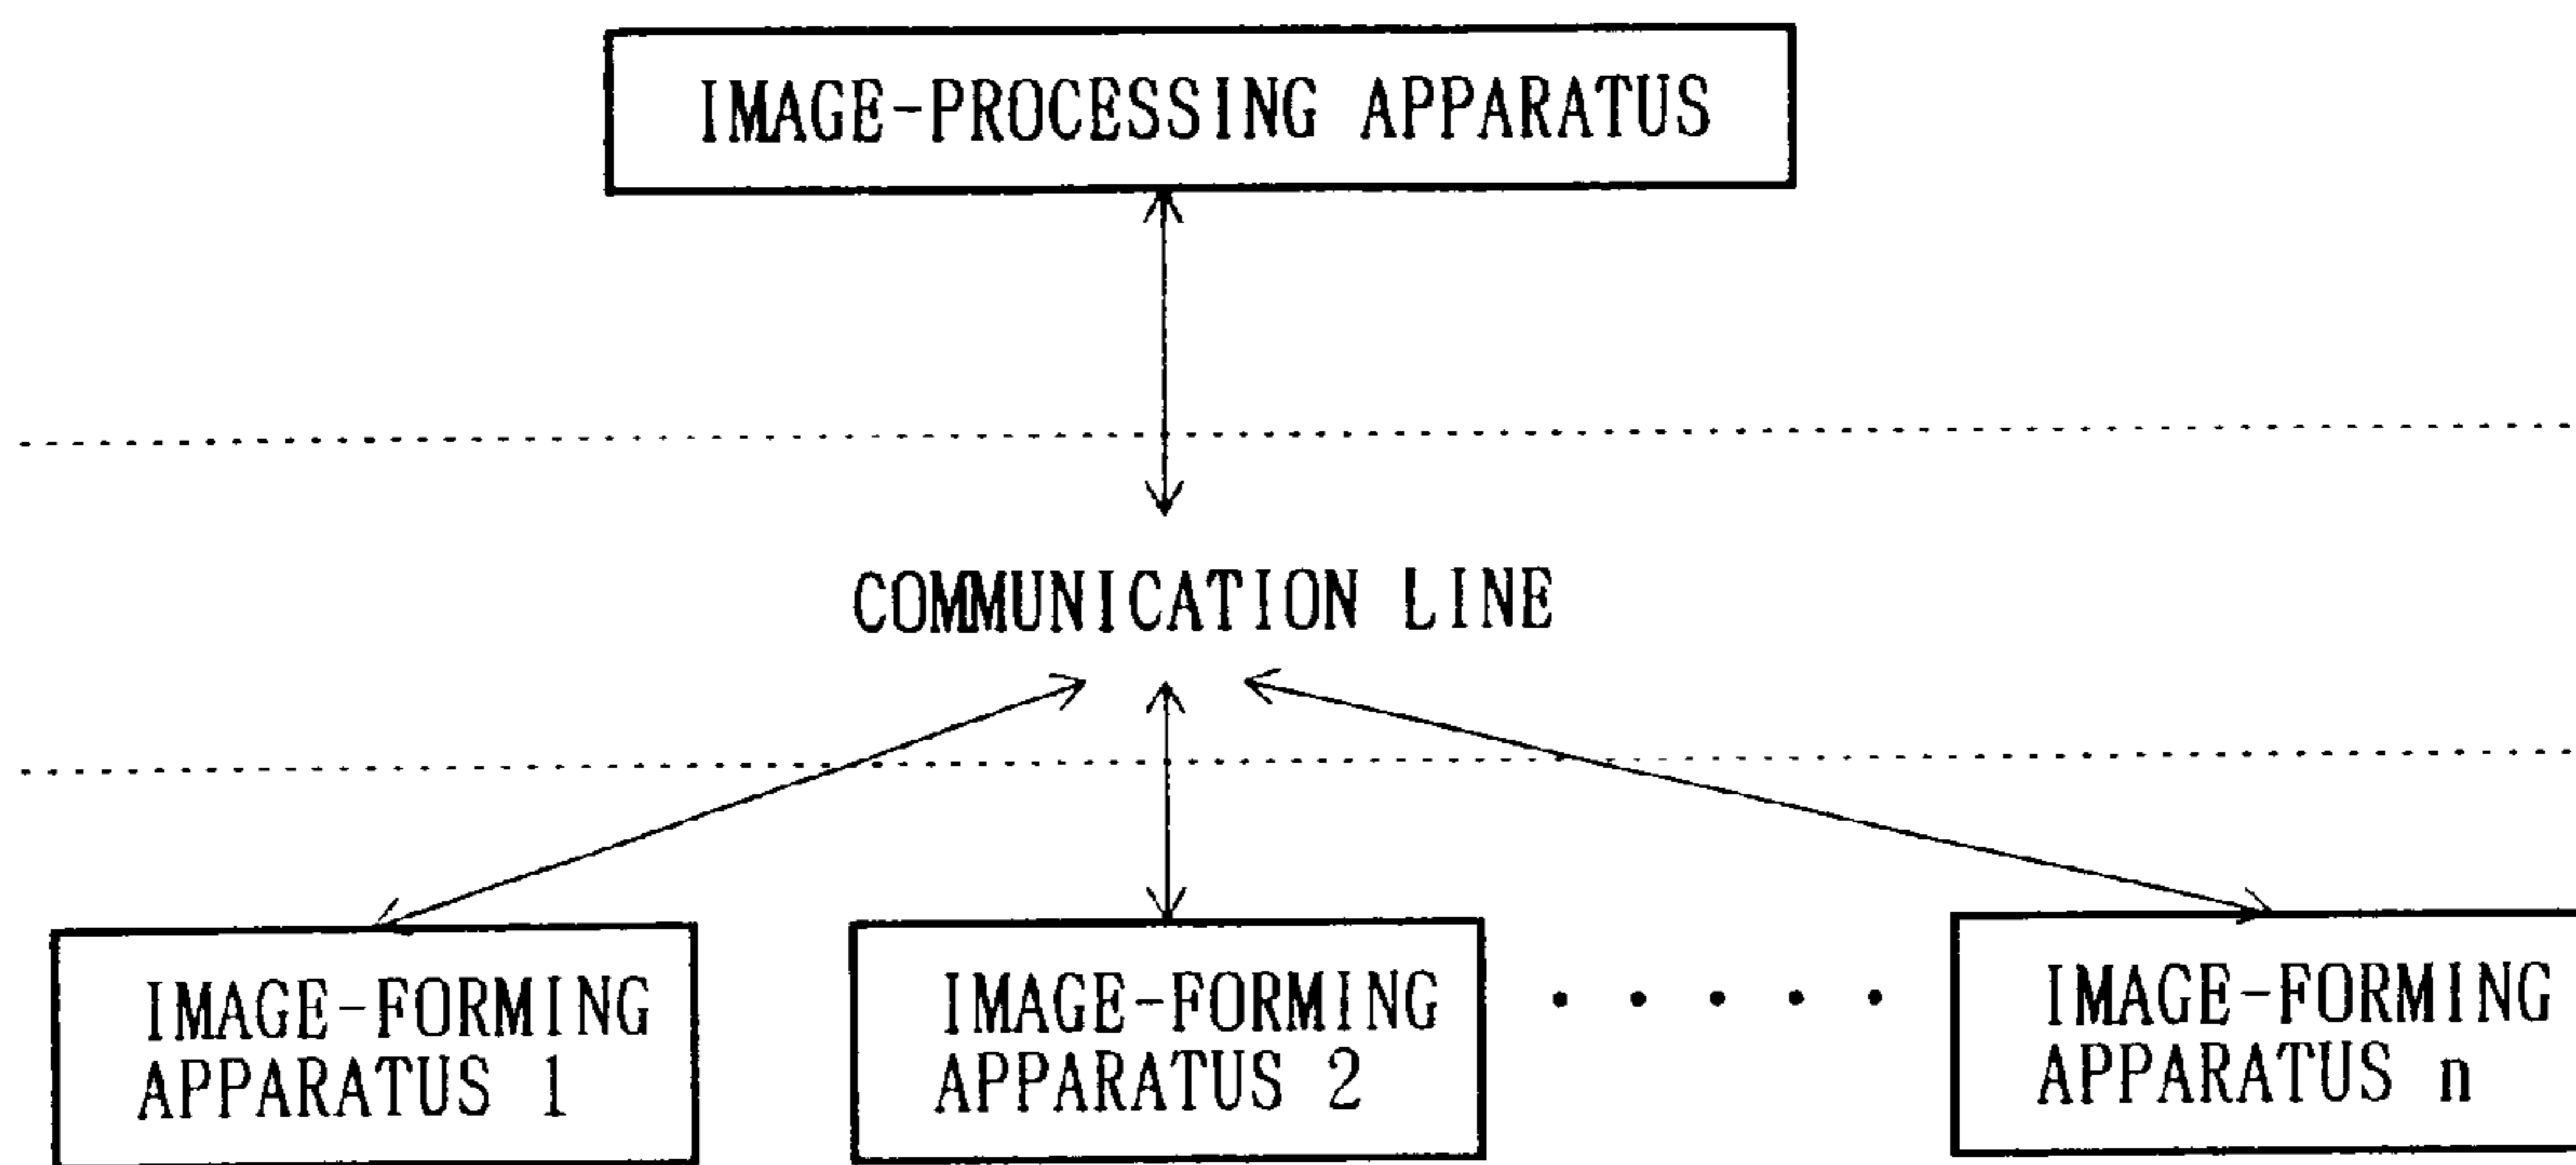 IMAGE-PROCESSING APPARATUS
COMMUNICATION LINE
IMAGE-FORMING
APPARATUS 1
IMAGE-FORMING
APPARATUS 2
. . . . .
IMAGE-FORMING
APPARATUS n